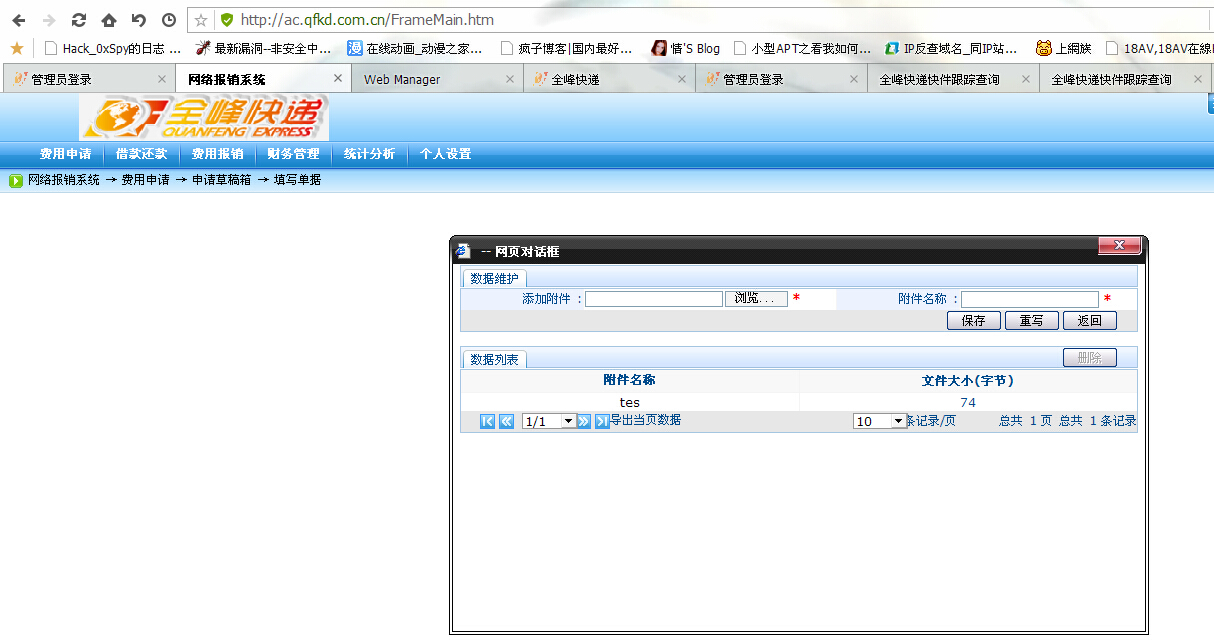 http://ac.qfkd.com.cn/FrameMain.htm
Hack_0xSpy的日志 ... 最新漏洞--非安全中... 漫 在线动画_动漫之家... 疯子博客|国内最好... 情'S Blog 小型APT之看我如何... IP反查域名_同IP站... 上網族 18AV,18AV在線
管理员登录 × 网络报销系统 × Web Manager × 全峰快递 × 管理员登录 × 全峰快递快件跟踪查询 × 全峰快递快件跟踪查询 ×
全峰快递
QUANFENG EXPRESS
费用申请 借款还款 费用报销 财务管理 统计分析 个人设置
网络报销系统 → 费用申请 → 申请草稿箱 → 填写单据
-- 网页对话框
数据维护
添加附件 : 浏览... * 附件名称 : *
保存 重写 返回
数据列表 删除
附件名称 文件大小(字节)
tes 74
1/1 导出当页数据 10 条记录/页 总共 1 页 总共 1 条记录